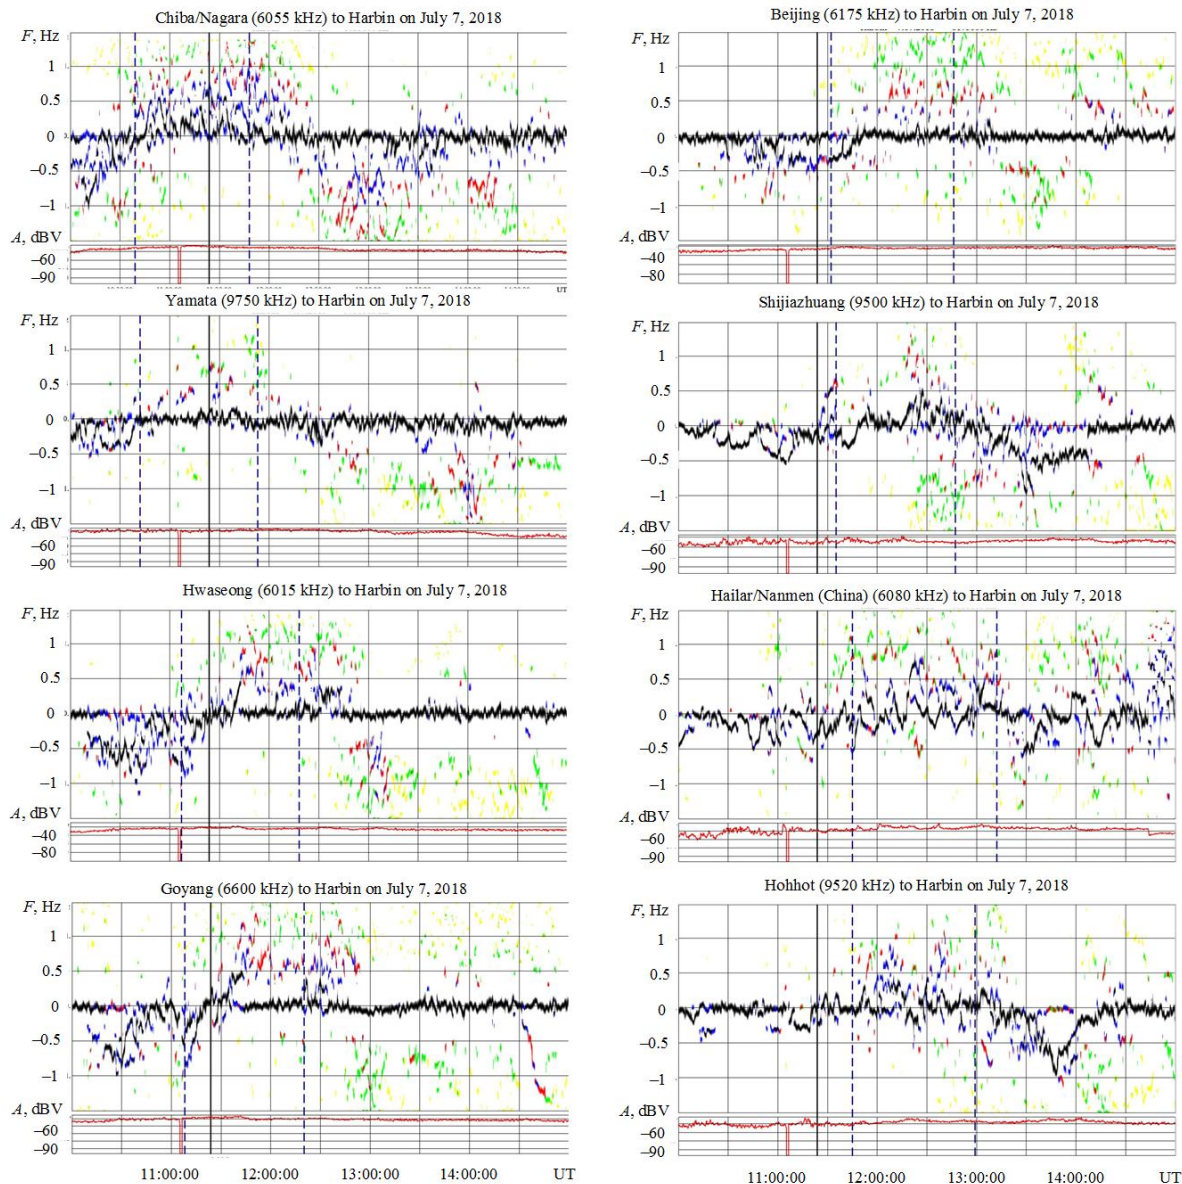 Chiba/Nagara (6055 kHz) to Harbin on July 7, 2018
F, Hz
1
0.5
0
–0.5
–1
A, dBV
–60
–90
UT
Yamata (9750 kHz) to Harbin on July 7, 2018
F, Hz
1
0.5
0
–0.5
–1
A, dBV
–60
–90
Hwaseong (6015 kHz) to Harbin on July 7, 2018
F, Hz
1
0.5
0
–0.5
–1
A, dBV
–40
–80
Goyang (6600 kHz) to Harbin on July 7, 2018
F, Hz
1
0.5
0
–0.5
–1
A, dBV
–60
–90
11:00:00 12:00:00 13:00:00 14:00:00 UT
Beijing (6175 kHz) to Harbin on July 7, 2018
F, Hz
1
0.5
0
–0.5
–1
A, dBV
–40
–80
Shijiazhuang (9500 kHz) to Harbin on July 7, 2018
F, Hz
1
0.5
0
–0.5
–1
A, dBV
–60
–90
Hailar/Nanmen (China) (6080 kHz) to Harbin on July 7, 2018
F, Hz
1
0.5
0
–0.5
–1
A, dBV
–60
–90
Hohhot (9520 kHz) to Harbin on July 7, 2018
F, Hz
1
0.5
0
–0.5
–1
A, dBV
–60
–90
11:00:00 12:00:00 13:00:00 14:00:00 UT